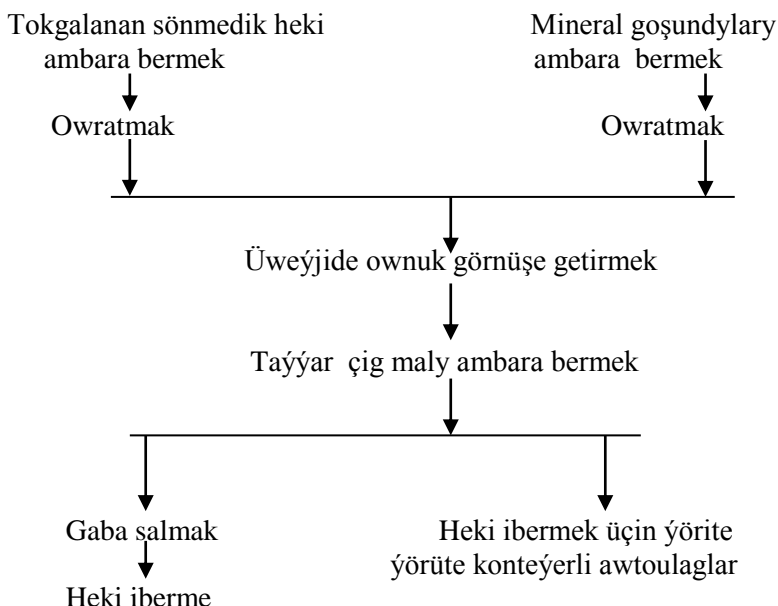 Tokgalanan sönmedik heki
ambara bermek
Mineral goşundylary
ambara bermek
Owratmak
Owratmak
Üweýjide ownuk görnüşe getirmek
Taýýar çig maly ambara bermek
Gaba salmak
Heki iberme
Heki ibermek üçin ýörite
ýörüte konteýerli awtoulaglar